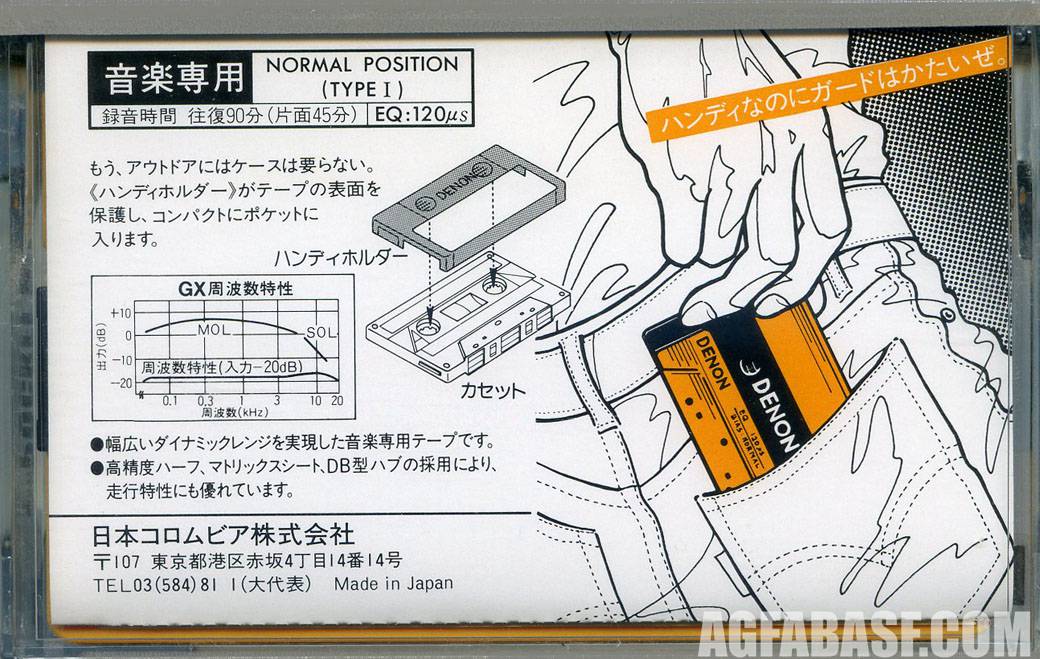 音楽専用
NORMAL POSITION
(TYPE I)
録音時間 往復90分(片面45分)
EQ:120μs
ハンディなのにガードはかたいぜ。
もう、アウトドアにはケースは要らない。
《ハンディホルダー》がテープの表面を
保護し、コンパクトにポケットに
入ります。
DENON
ハンディホルダー
カセット
GX周波数特性
出力(dB)
+10
0
-10
-20
MOL
SOL
周波数特性(入力-20dB)
0.1 0.3 1 3 10 20
周波数(kHz)
DENON
DENON
EQ 120μs
BIAS NORMAL
●幅広いダイナミックレンジを実現した音楽専用テープです。
●高精度ハーフ、マトリックスシート、DB型ハブの採用により、
走行特性にも優れています。
日本コロムビア株式会社
〒107 東京都港区赤坂4丁目14番14号
TEL03(584)81 1(大代表) Made in Japan
AGFABASE.COM